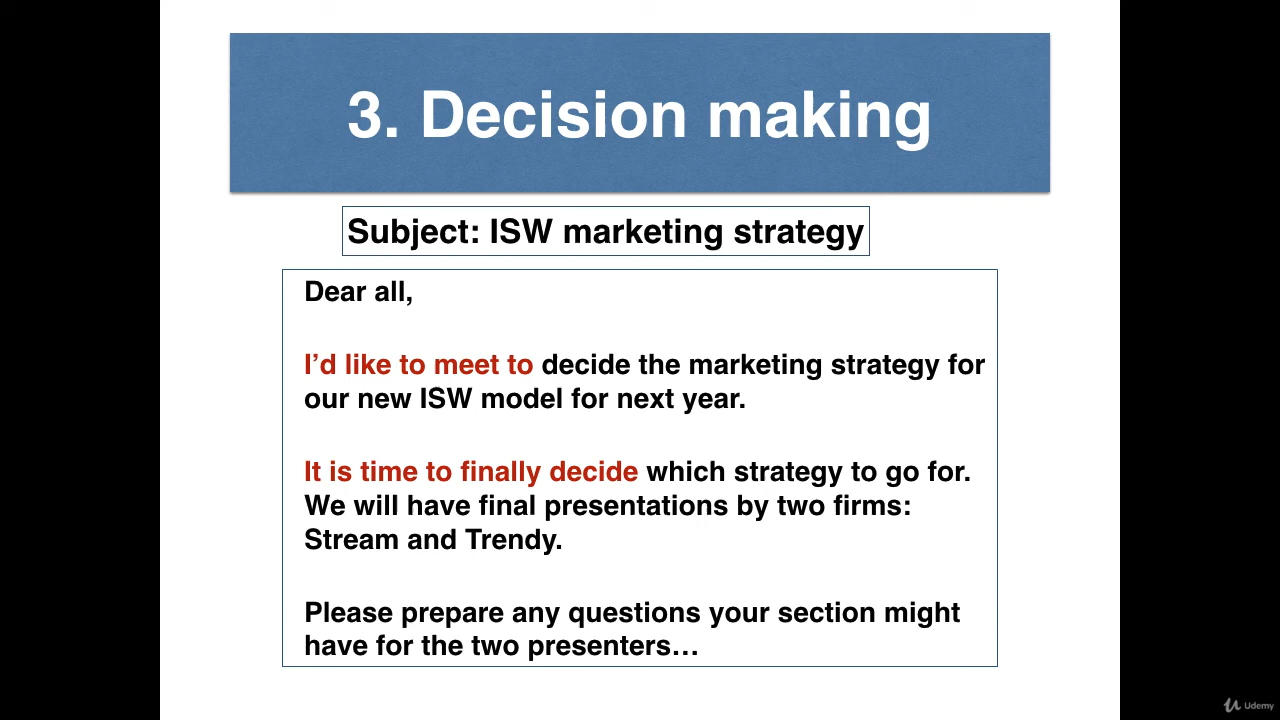 3. Decision making
Subject: ISW marketing strategy
Dear all,
I’d like to meet to decide the marketing strategy for
our new ISW model for next year.
It is time to finally decide which strategy to go for.
We will have final presentations by two firms:
Stream and Trendy.
Please prepare any questions your section might
have for the two presenters…
Udemy